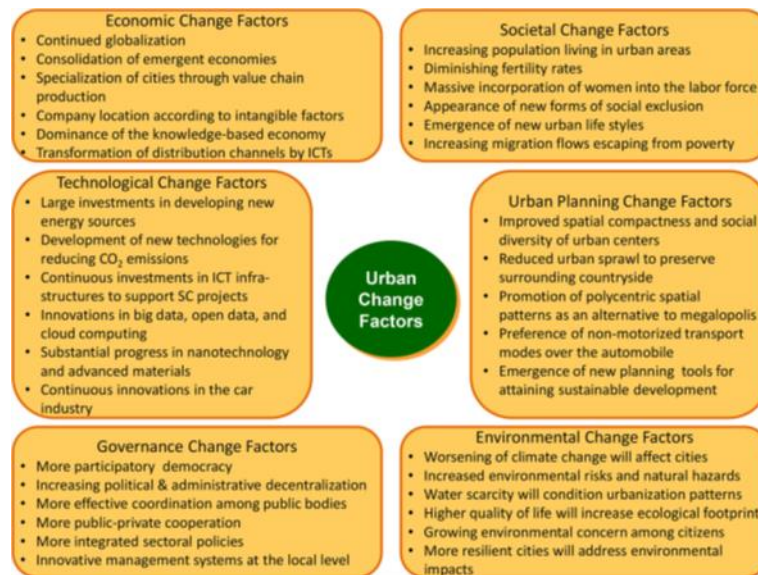 Economic Change Factors
• Continued globalization
• Consolidation of emergent economies
• Specialization of cities through value chain
production
• Company location according to intangible factors
• Dominance of the knowledge-based economy
• Transformation of distribution channels by ICTs
Societal Change Factors
• Increasing population living in urban areas
• Diminishing fertility rates
• Massive incorporation of women into the labor force
• Appearance of new forms of social exclusion
• Emergence of new urban life styles
• Increasing migration flows escaping from poverty
Technological Change Factors
• Large investments in developing new
energy sources
• Development of new technologies for
reducing CO₂ emissions
• Continuous investments in ICT infra-
structures to support SC projects
• Innovations in big data, open data, and
cloud computing
• Substantial progress in nanotechnology
and advanced materials
• Continuous innovations in the car
industry
Urban
Change
Factors
Urban Planning Change Factors
• Improved spatial compactness and social
diversity of urban centers
• Reduced urban sprawl to preserve
surrounding countryside
• Promotion of polycentric spatial
patterns as an alternative to megalopolis
• Preference of non-motorized transport
modes over the automobile
• Emergence of new planning tools for
attaining sustainable development
Governance Change Factors
• More participatory democracy
• Increasing political & administrative decentralization
• More effective coordination among public bodies
• More public-private cooperation
• More integrated sectoral policies
• Innovative management systems at the local level
Environmental Change Factors
• Worsening of climate change will affect cities
• Increased environmental risks and natural hazards
• Water scarcity will condition urbanization patterns
• Higher quality of life will increase ecological footprint
• Growing environmental concern among citizens
• More resilient cities will address environmental
impacts